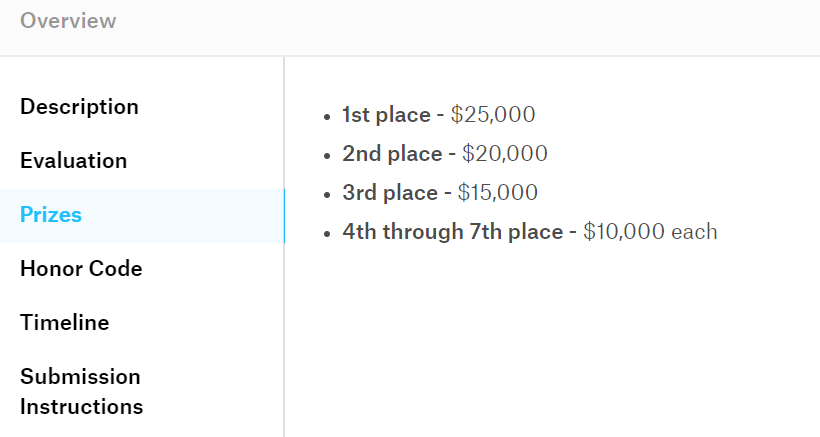 Overview
Description
Evaluation
Prizes
Honor Code
Timeline
Submission
Instructions
• 1st place - $25,000
• 2nd place - $20,000
• 3rd place - $15,000
• 4th through 7th place - $10,000 each